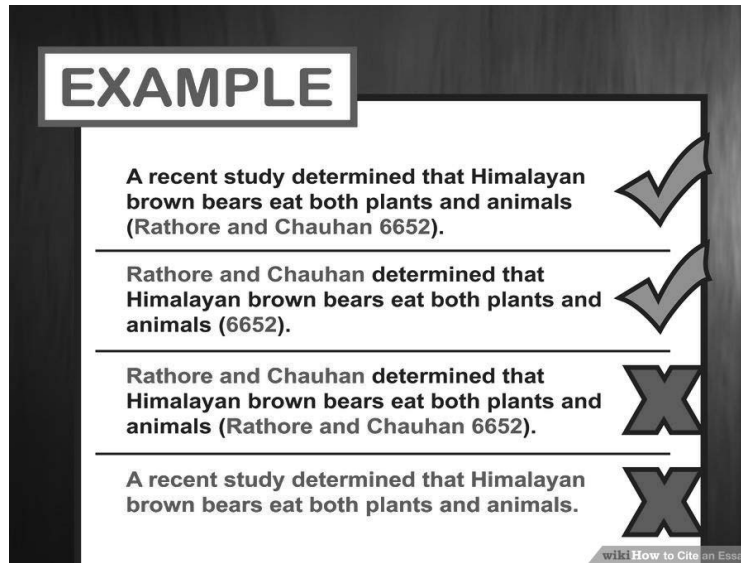 EXAMPLE
A recent study determined that Himalayan
brown bears eat both plants and animals
(Rathore and Chauhan 6652).
Rathore and Chauhan determined that
Himalayan brown bears eat both plants and
animals (6652).
Rathore and Chauhan determined that
Himalayan brown bears eat both plants and
animals (Rathore and Chauhan 6652).
A recent study determined that Himalayan
brown bears eat both plants and animals.
wikiHow to Cite an Essa